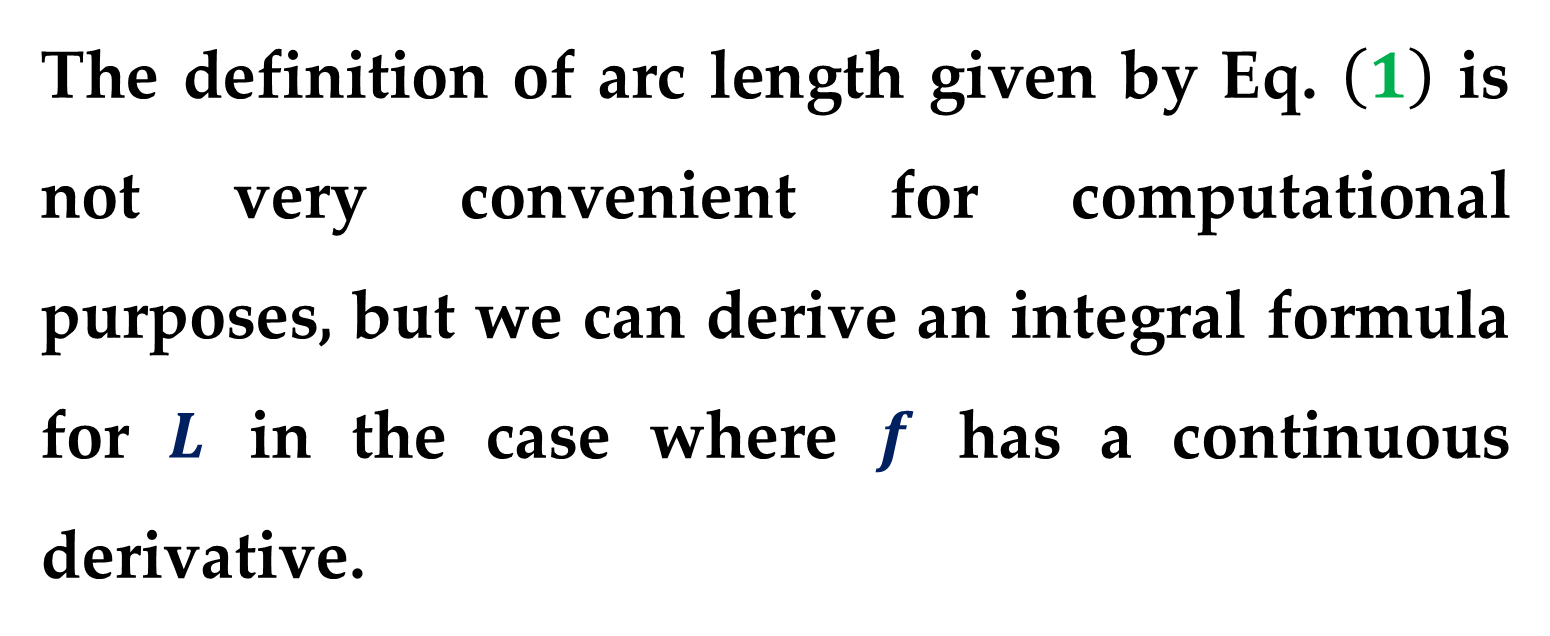 The definition of arc length given by Eq. (1) is
not very convenient for computational
purposes, but we can derive an integral formula
for L in the case where f has a continuous
derivative.